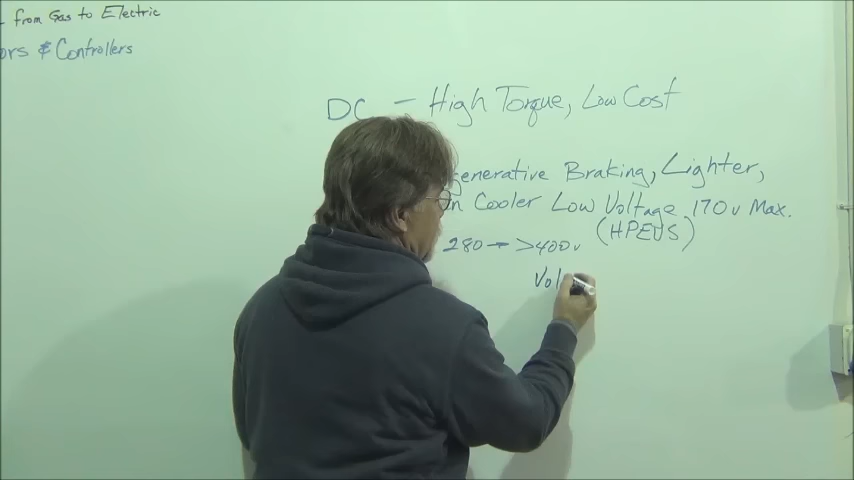 from Gas to Electric
ors & Controllers
DC – High Torque, Low Cost
generative Braking, Lighter,
n Cooler Low Voltage 170v Max.
(HPEVS)
280 → >400v
Vol